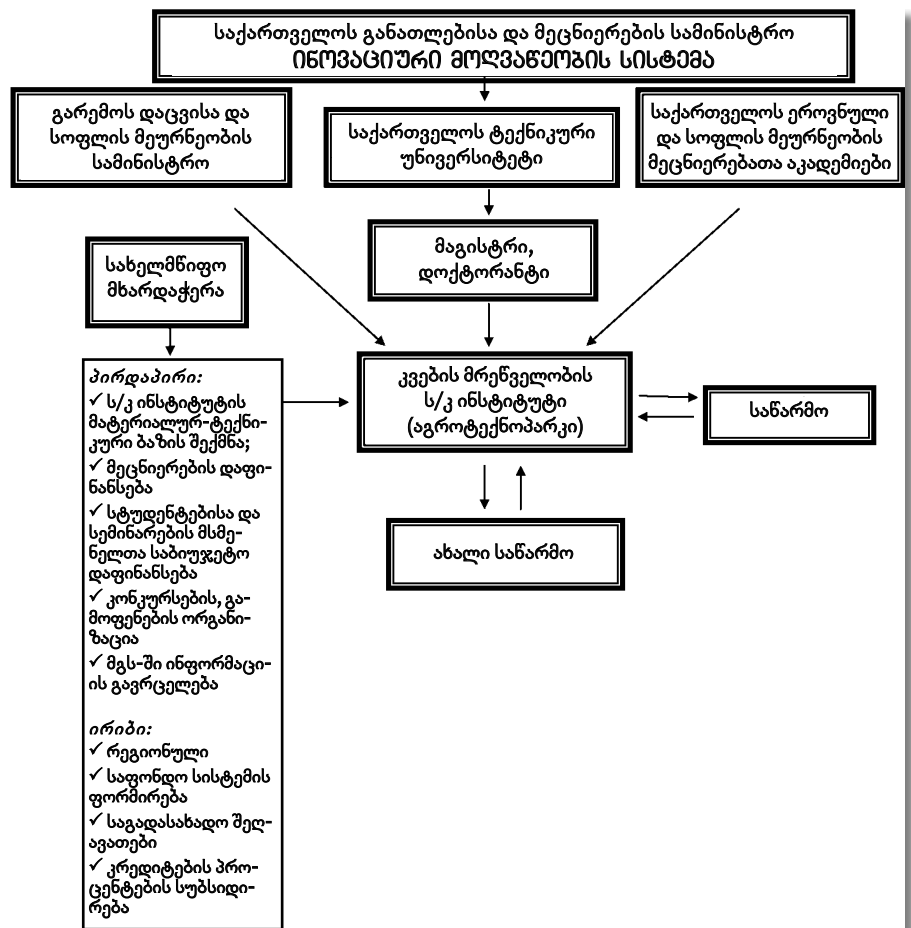 საქართველოს განათლებისა და მეცნიერების სამინისტრო
ინოვაციური მოღვაწეობის სისტემა
გარემოს დაცვისა და
სოფლის მეურნეობის
სამინისტრო
საქართველოს ტექნიკური
უნივერსიტეტი
საქართველოს ეროვნული
და სოფლის მეურნეობის
მეცნიერებათა აკადემიები
მაგისტრი,
დოქტორანტი
სახელმწიფო
მხარდაჭერა
კვების მრეწველობის
ს/კ ინსტიტუტი
(აგროტექნოპარკი)
საწარმო
ახალი საწარმო
პირდაპირი:
✓ ს/კ ინსტიტუტის
მატერიალურ-ტექნი-
კური ბაზის შექმნა;
✓ მეცნიერების დაფი-
ნანსება
✓ სტუდენტებისა და
სემინარების მსმე-
ნელთა საბიუჯეტო
დაფინანსება
✓ კონკურსების, გა-
მოფენების ორგანი-
ზაცია
✓ მგს-ში ინფორმაცი-
ის გავრცელება
ირიბი:
✓ რეგიონული
✓ საფონდო სისტემის
ფორმირება
✓ საგადასახადო შეღ-
ავათები
✓ კრედიტების პრო-
ცენტების სუბსიდი-
რება